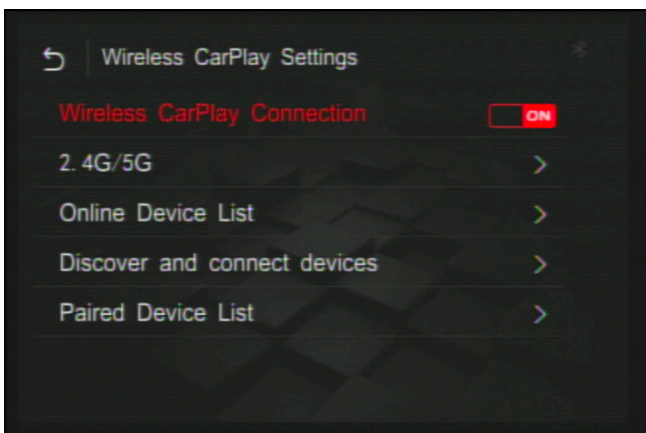 Wireless CarPlay Settings
Wireless CarPlay Connection
ON
2.4G/5G
Online Device List
Discover and connect devices
Paired Device List